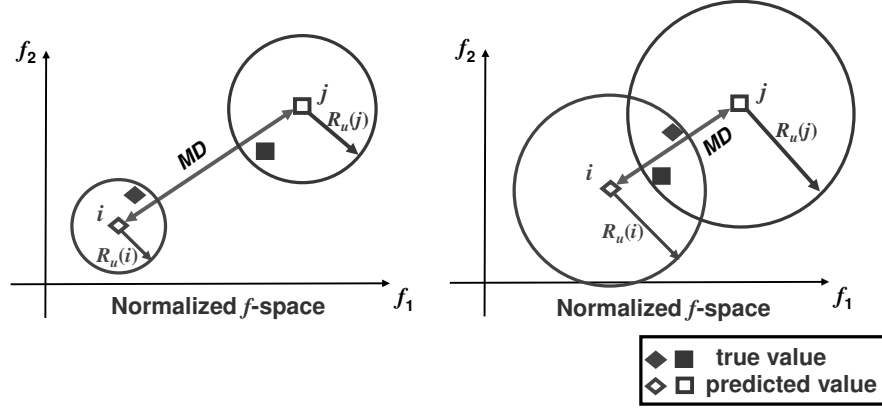 f₂
j
Rᵤ(j)
MD
i
Rᵤ(i)
f₁
Normalized f-space
f₂
j
Rᵤ(j)
MD
i
Rᵤ(i)
f₁
Normalized f-space
true value
predicted value